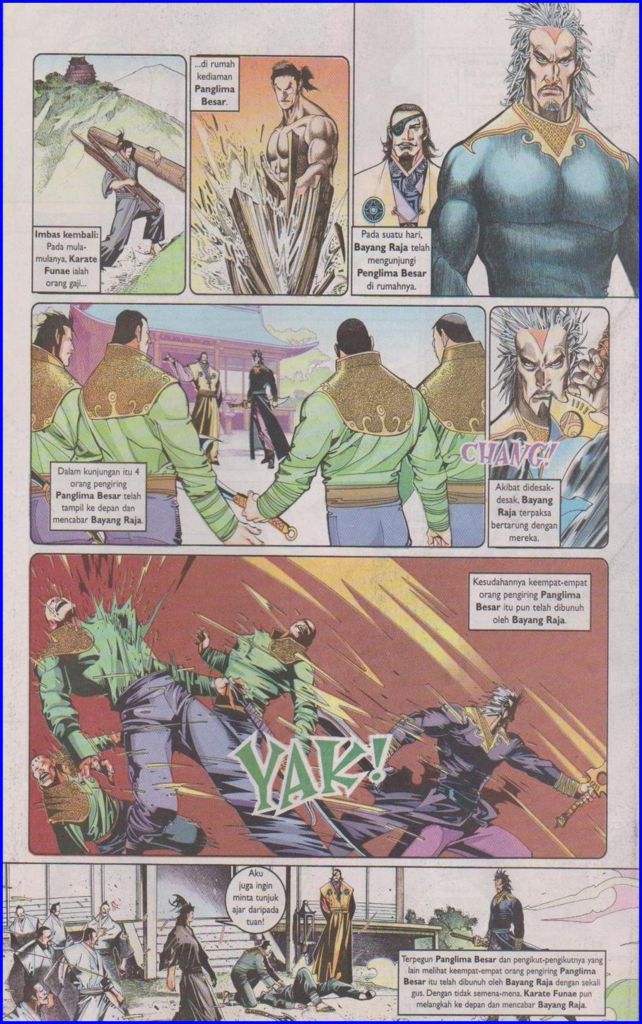 Imbas kembali:
Pada mula-
mulanya, Karate
Funae ialah
orang gaji...
...di rumah
kediaman
Panglima
Besar.
Pada suatu hari,
Bayang Raja telah
mengunjungi
Penglima Besar
di rumahnya.
Dalam kunjungan itu 4
orang pengiring
Panglima Besar telah
tampil ke depan dan
mencabar Bayang Raja.
CHANG!
Akibat didesak-
desak, Bayang
Raja terpaksa
bertarung dengan
mereka.
Kesudahannya keempat-empat
orang pengiring Panglima
Besar itu pun telah dibunuh
oleh Bayang Raja.
YAK!
Aku
juga ingin
minta tunjuk
ajar daripada
tuan!
Terpegun Panglima Besar dan pengikut-pengikutnya yang
lain melihat keempat-empat orang pengiring Panglima
Besar itu telah dibunuh oleh Bayang Raja dengan sekali
gus. Dengan tidak semena-mena, Karate Funae pun
melangkah ke depan dan mencabar Bayang Raja.